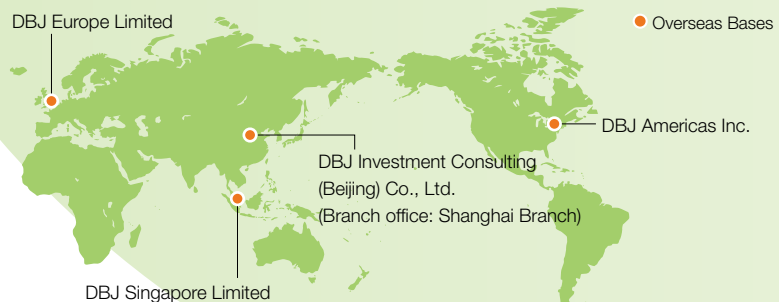 DBJ Europe Limited
Overseas Bases
DBJ Americas Inc.
DBJ Investment Consulting
(Beijing) Co., Ltd.
(Branch office: Shanghai Branch)
DBJ Singapore Limited